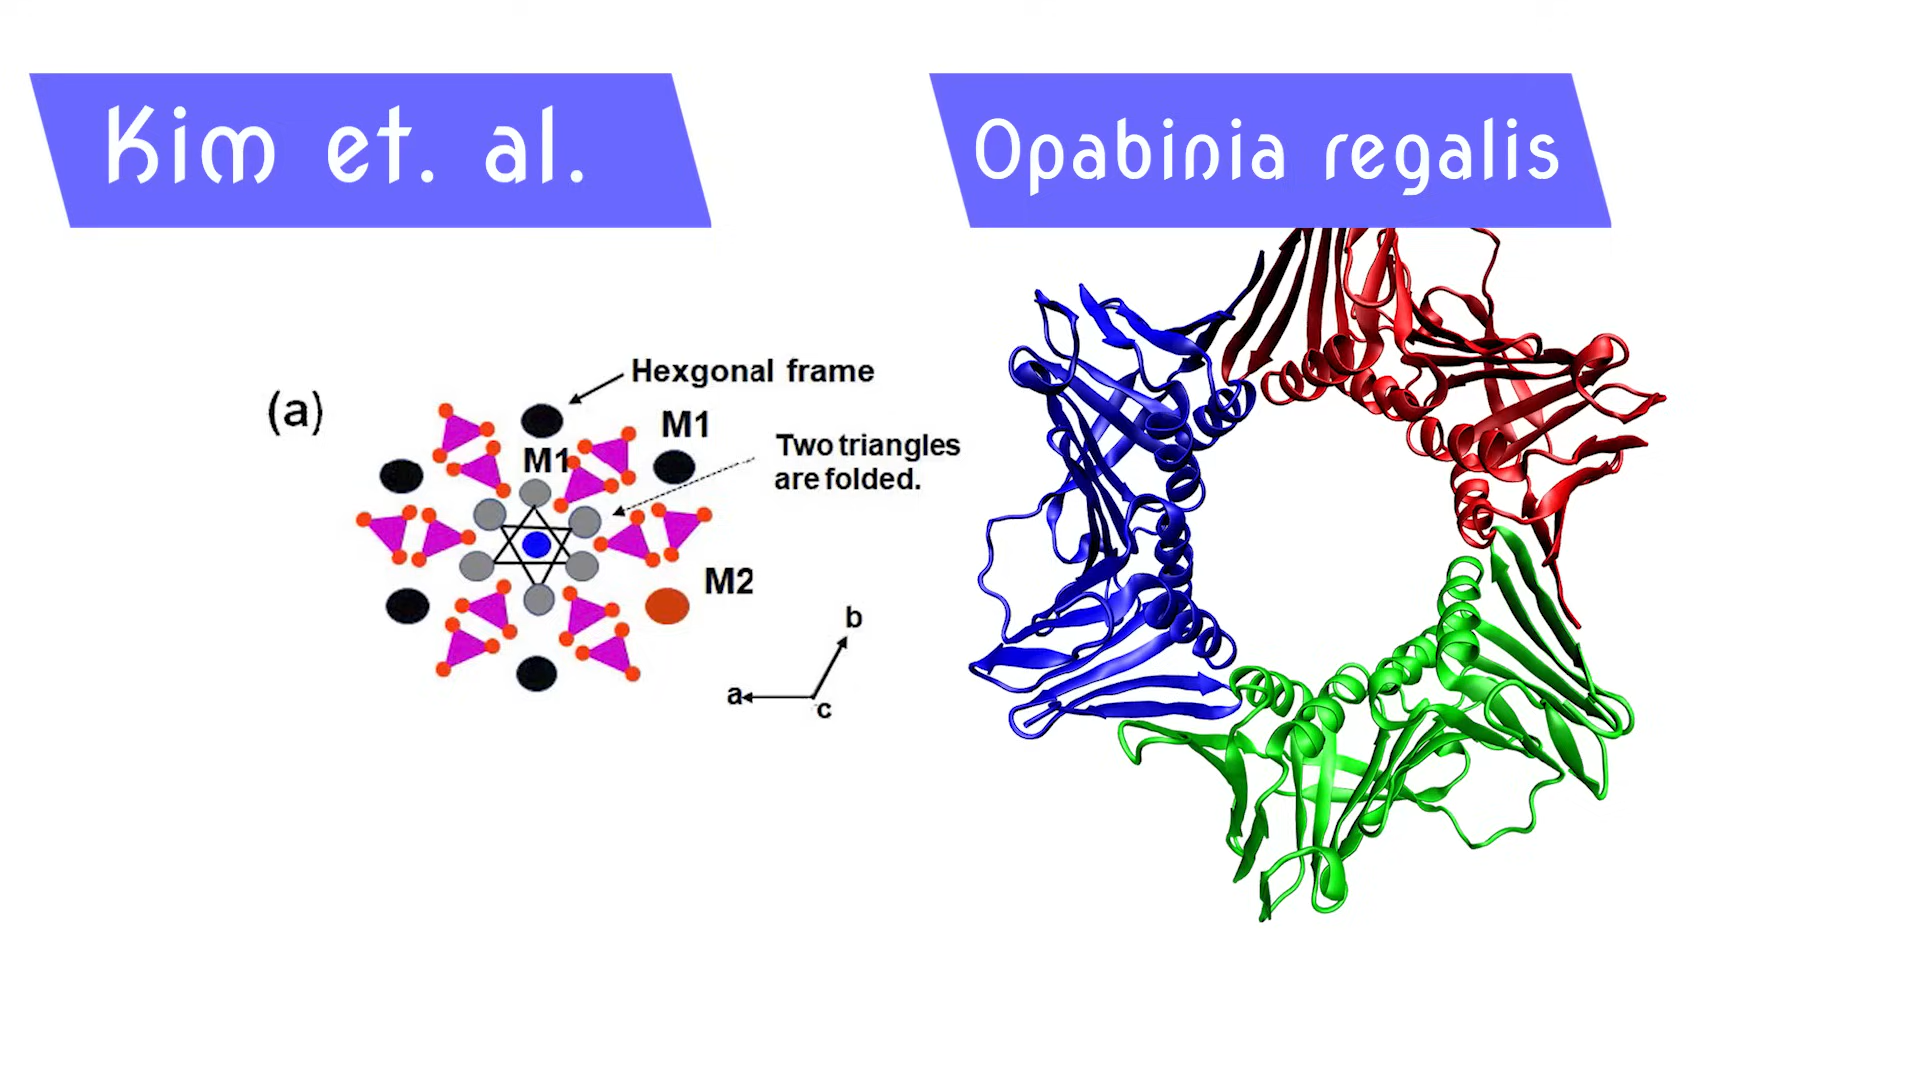 Kim et. al.
Opabinia regalis
(a)
Hexgonal frame
M1
M1
Two triangles
are folded.
M2
b
a
c